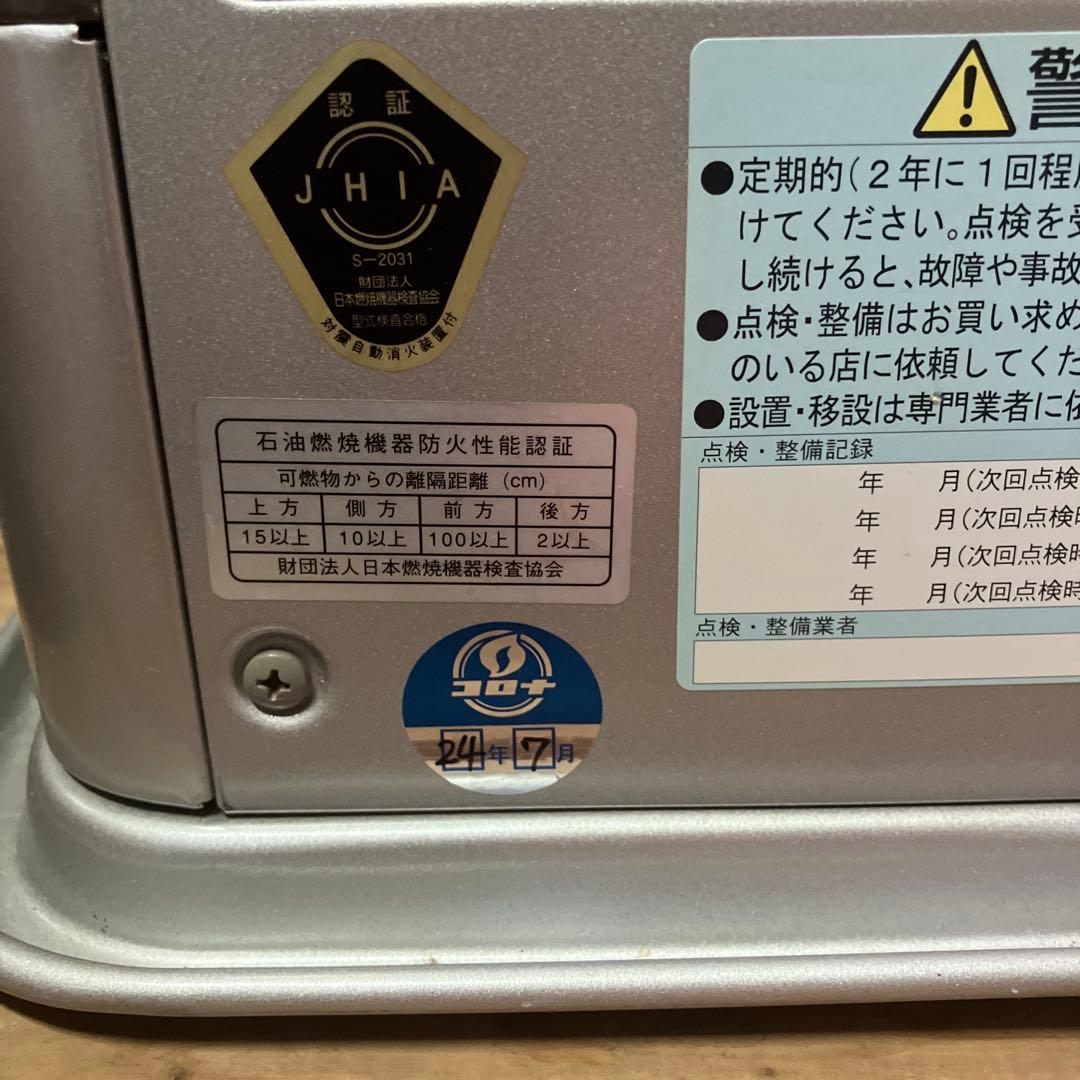 認証
JHIA
S-2031
財団法人
日本燃焼機器検査協会
型式検査合格
対震自動消火装置付
石油燃焼機器防火性能認証
可燃物からの離隔距離 (cm)
上方 側方 前方 後方
15以上 10以上 100以上 2以上
財団法人日本燃焼機器検査協会
コロナ
24年7月
警
●定期的(2年に1回程度
けてください。点検を受
し続けると、故障や事故
●点検・整備はお買い求め
のいる店に依頼してくだ
●設置・移設は専門業者に依
点検・整備記録
年 月(次回点検時
年 月(次回点検時
年 月(次回点検時
年 月(次回点検時
点検・整備業者